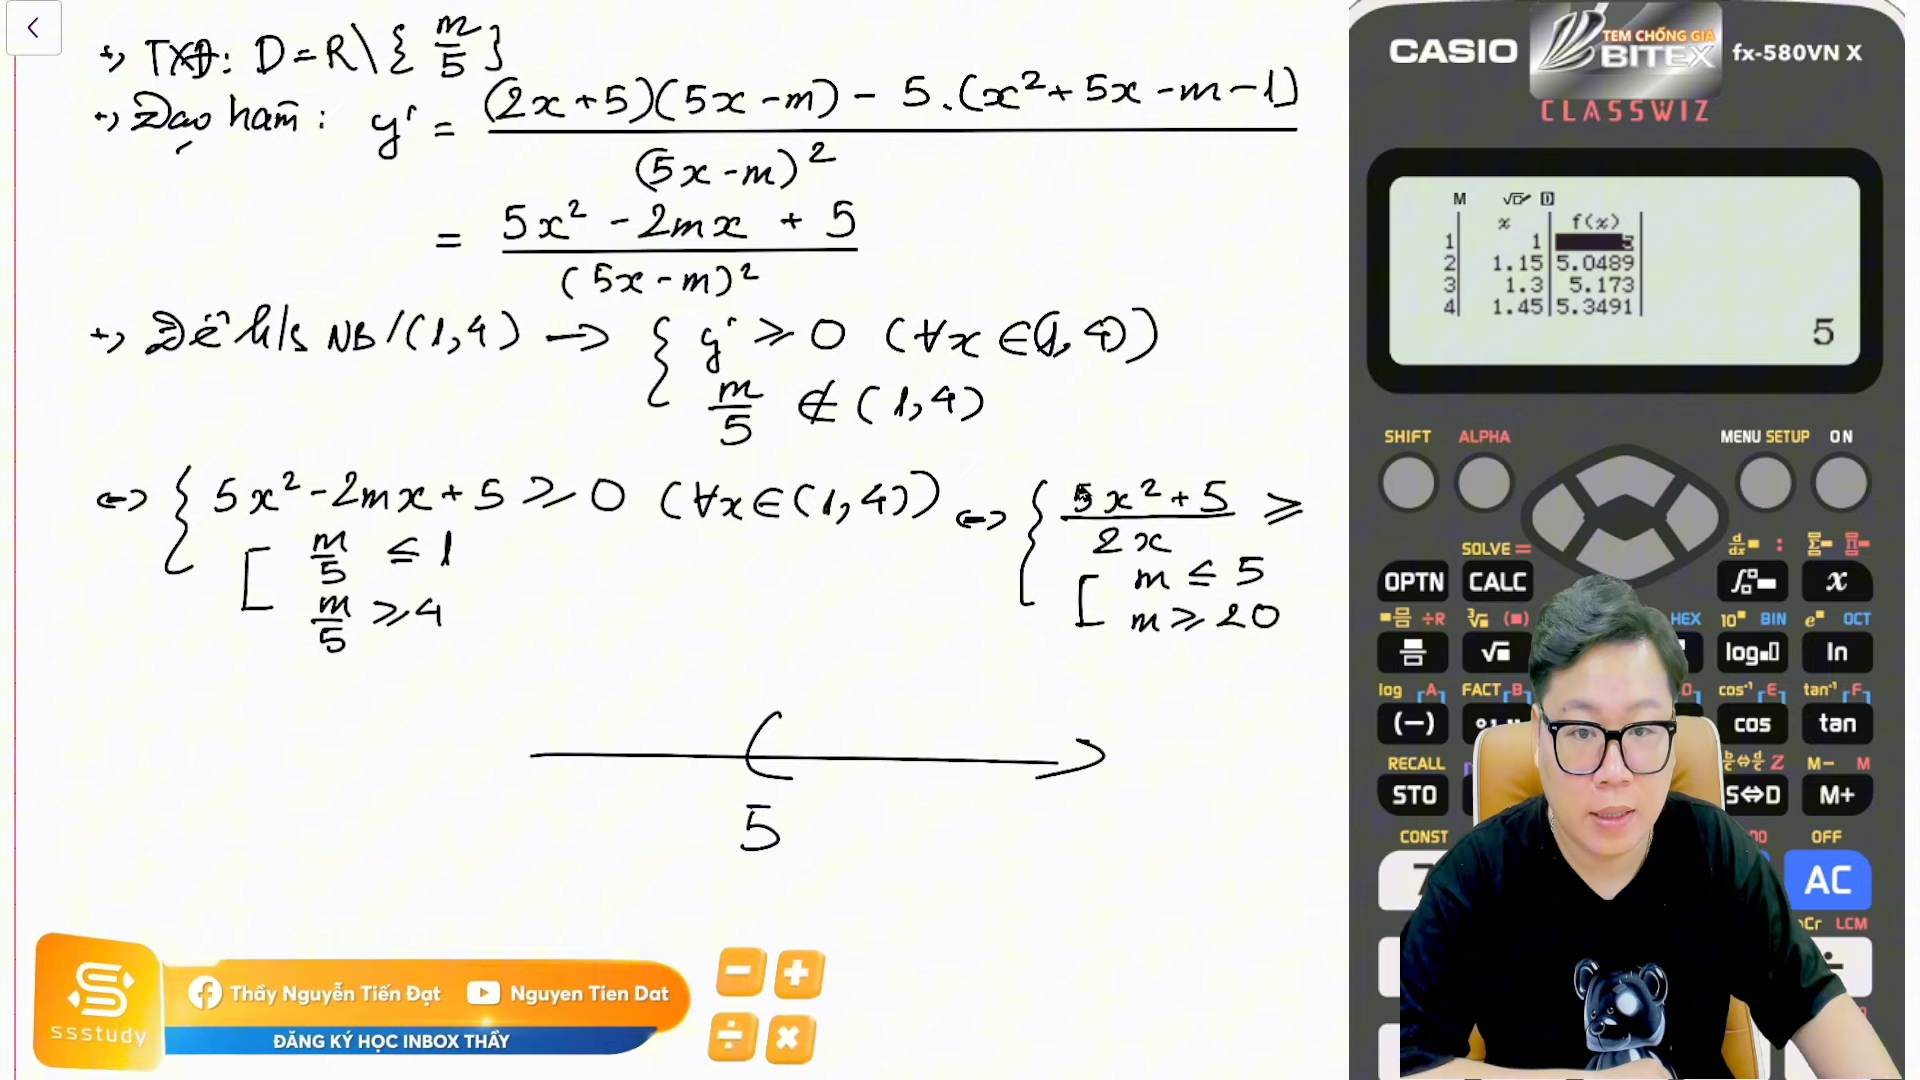 +, TXĐ: D = R \ { m/5 }
+, Đạo hàm: y' = ((2x+5)(5x-m) - 5.(x²+5x-m-1)) / (5x-m)²
= (5x² - 2mx + 5) / (5x-m)²
+, Để h/s NB/(1,4) → { y' ≥ 0 (∀x ∈ (1,4))
m/5 ∉ (1,4)
⇔ { 5x² - 2mx + 5 ≥ 0 (∀x ∈ (1,4)) ⇔ { (5x²+5)/2x ≥
[ m/5 ≤ 1
m/5 ≥ 4
[ m ≤ 5
m ≥ 20
5
ssstudy
Thầy Nguyễn Tiến Đạt Nguyen Tien Dat
ĐĂNG KÝ HỌC INBOX THẦY
CASIO TEM CHỐNG GIẢ BITEX fx-580VN X
CLASSWIZ
M √ D
x f(x)
1 1 5
2 1.15 5.0489
3 1.3 5.173
4 1.45 5.3491
5
SHIFT ALPHA MENU SETUP ON
SOLVE = d/dx :
OPTN CALC x
÷R HEX 10 BIN e OCT
log ln
log A FACT B D cos⁻¹ E tan⁻¹ F
(−) cos tan
RECALL Z M− M
STO S⇔D M+
CONST OFF
7 AC
Cr LCM
÷